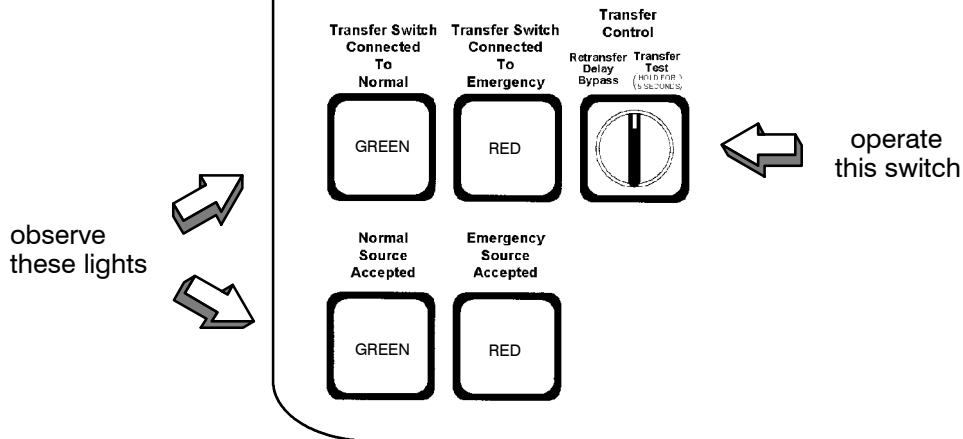 Transfer Switch
Connected
To
Normal
Transfer Switch
Connected
To
Emergency
Transfer
Control
Retransfer
Delay
Bypass
Transfer
Test
(HOLD FOR
5 SECONDS)
GREEN
RED
operate
this switch
observe
these lights
Normal
Source
Accepted
Emergency
Source
Accepted
GREEN
RED